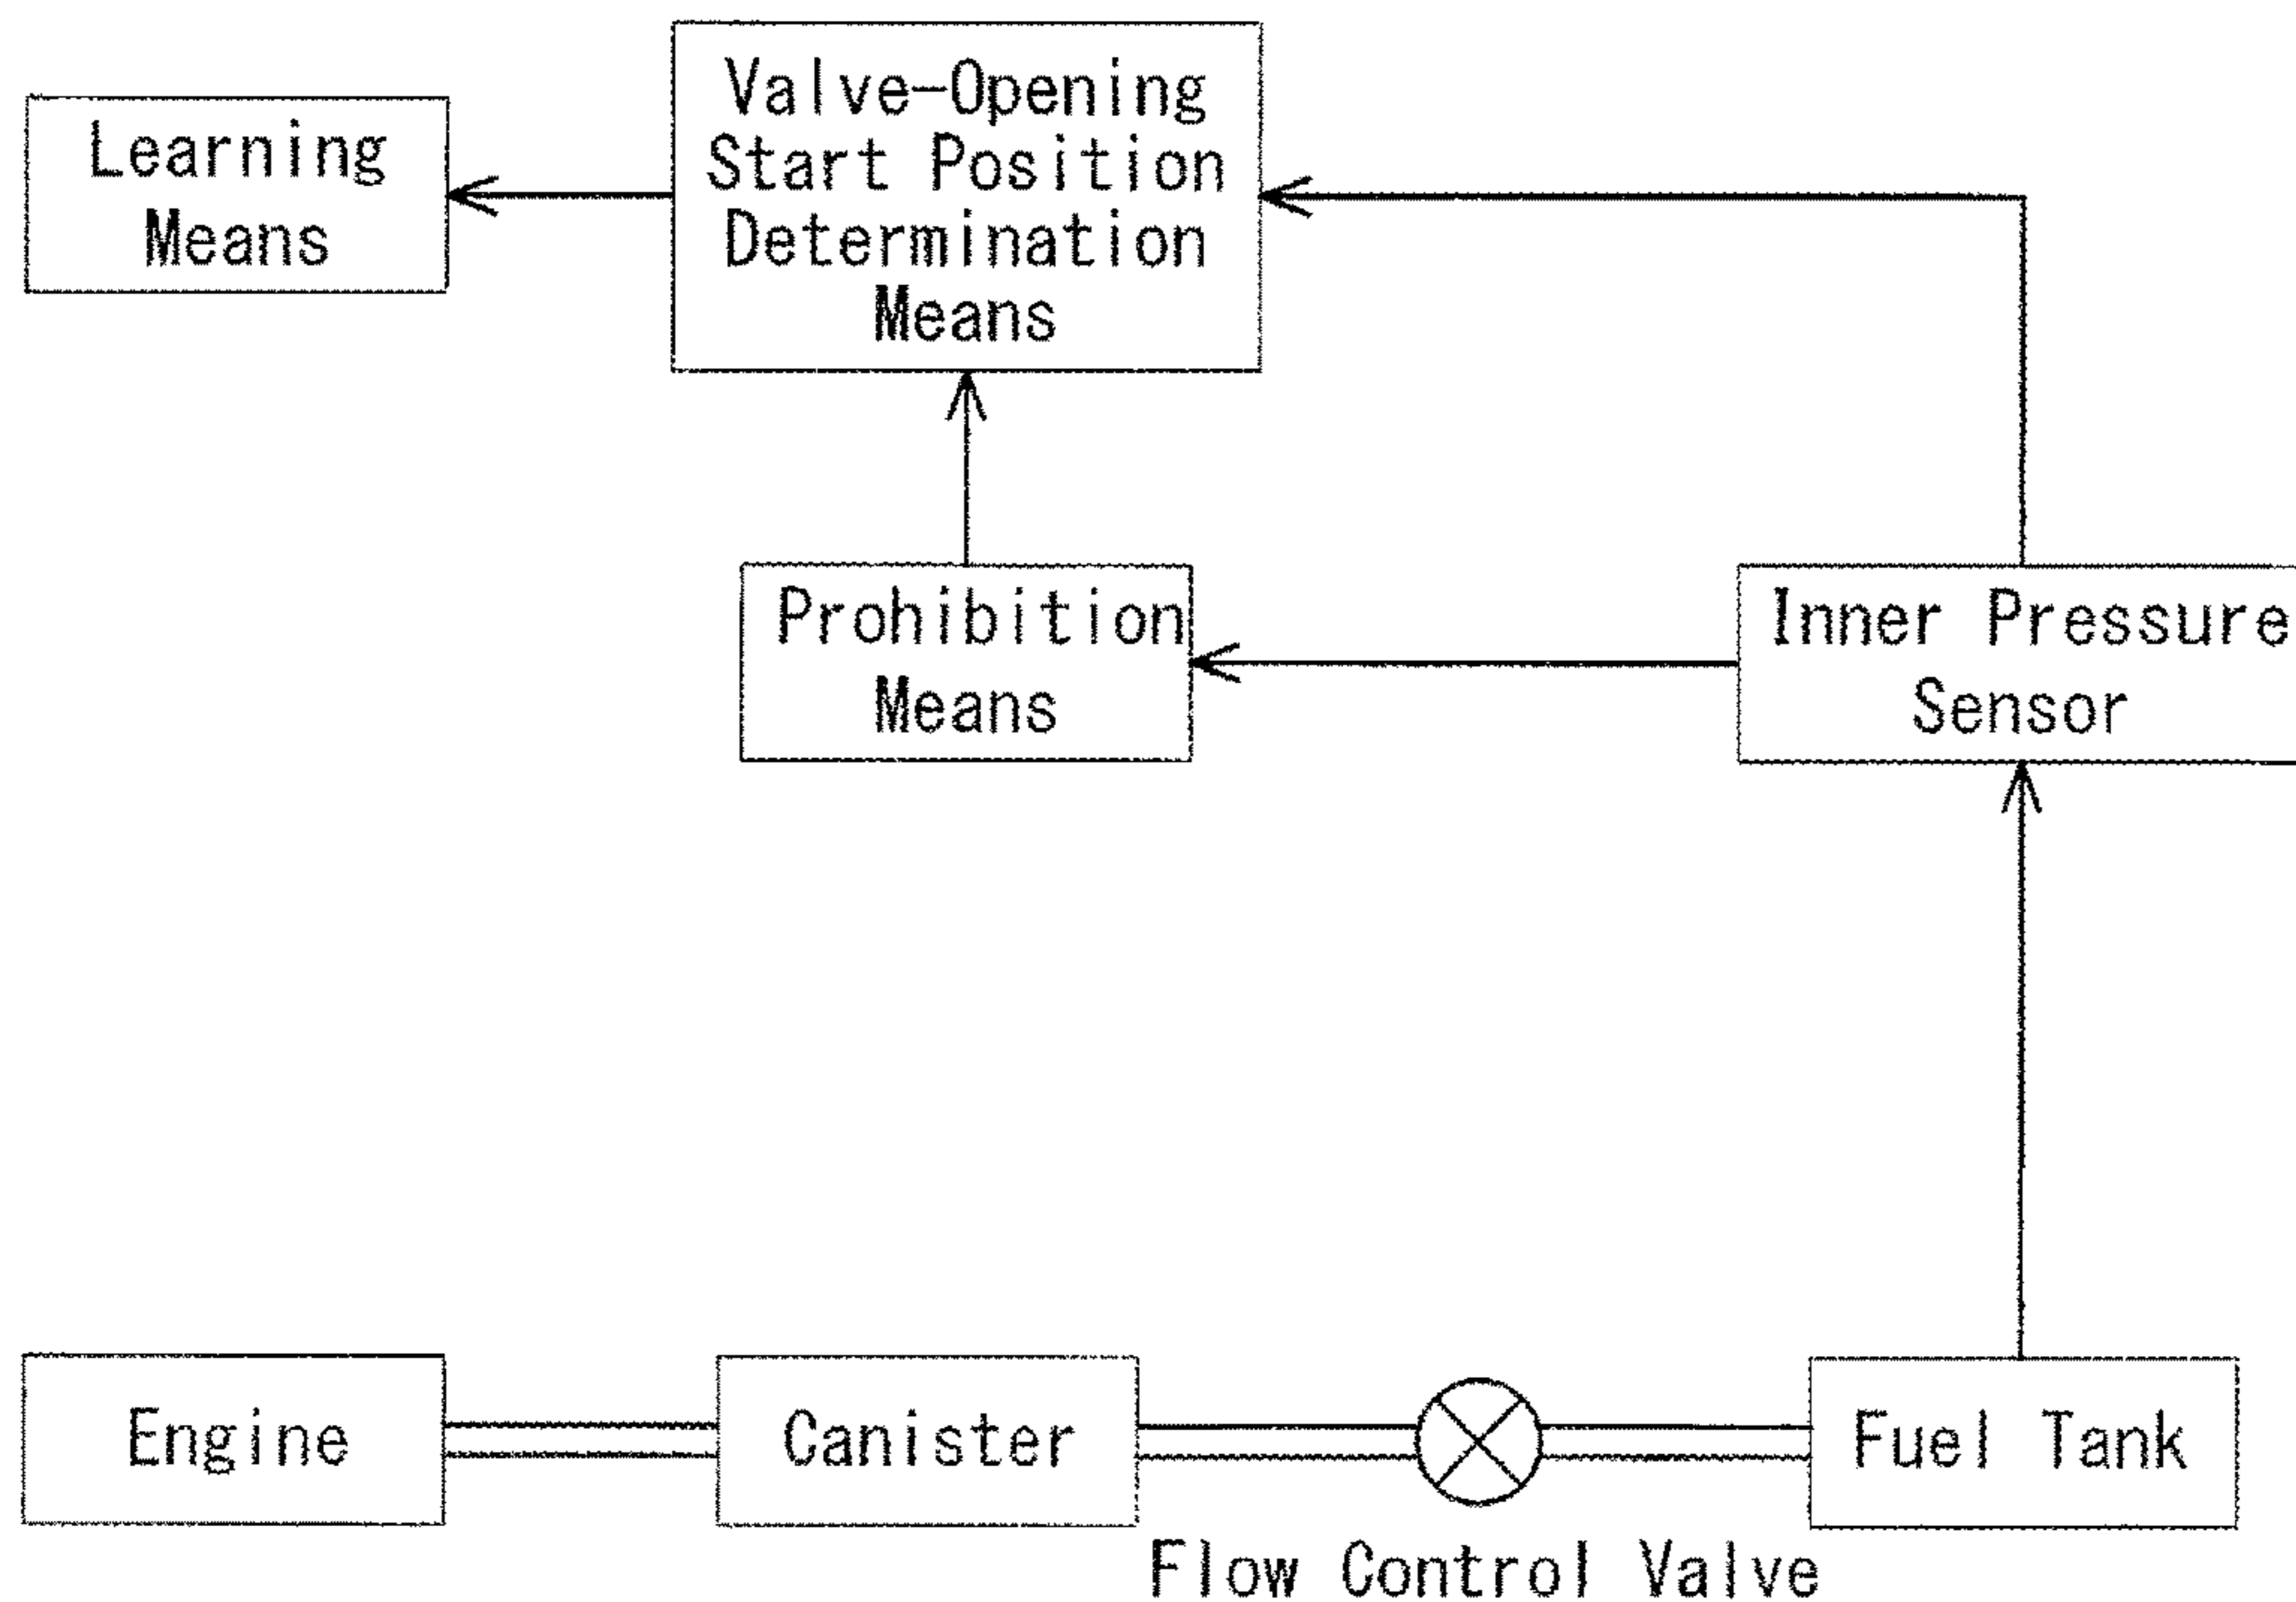 Learning
Means
Valve-Opening
Start Position
Determination
Means
Prohibition
Means
Inner Pressure
Sensor
Engine
Canister
Flow Control Valve
Fuel Tank